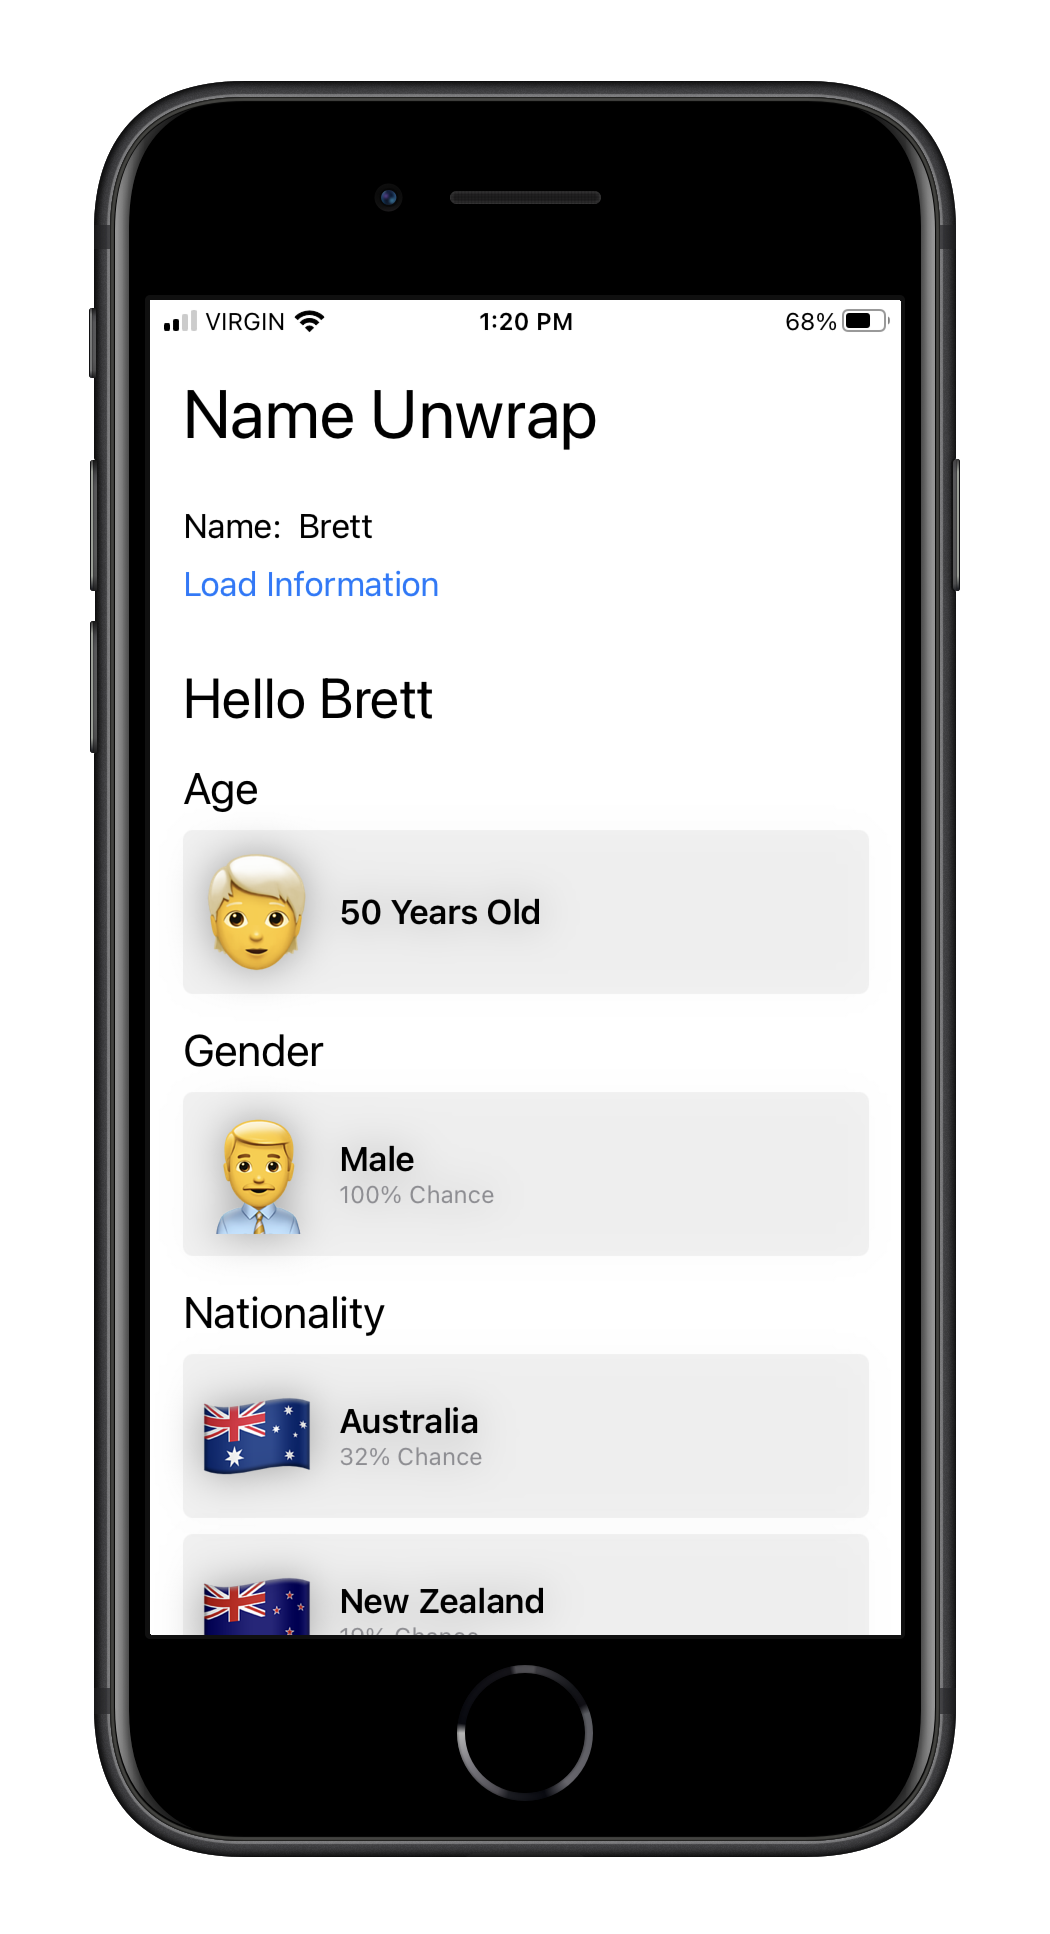 VIRGIN 1:20 PM 68%
Name Unwrap
Name: Brett
Load Information
Hello Brett
Age
50 Years Old
Gender
Male
100% Chance
Nationality
Australia
32% Chance
New Zealand